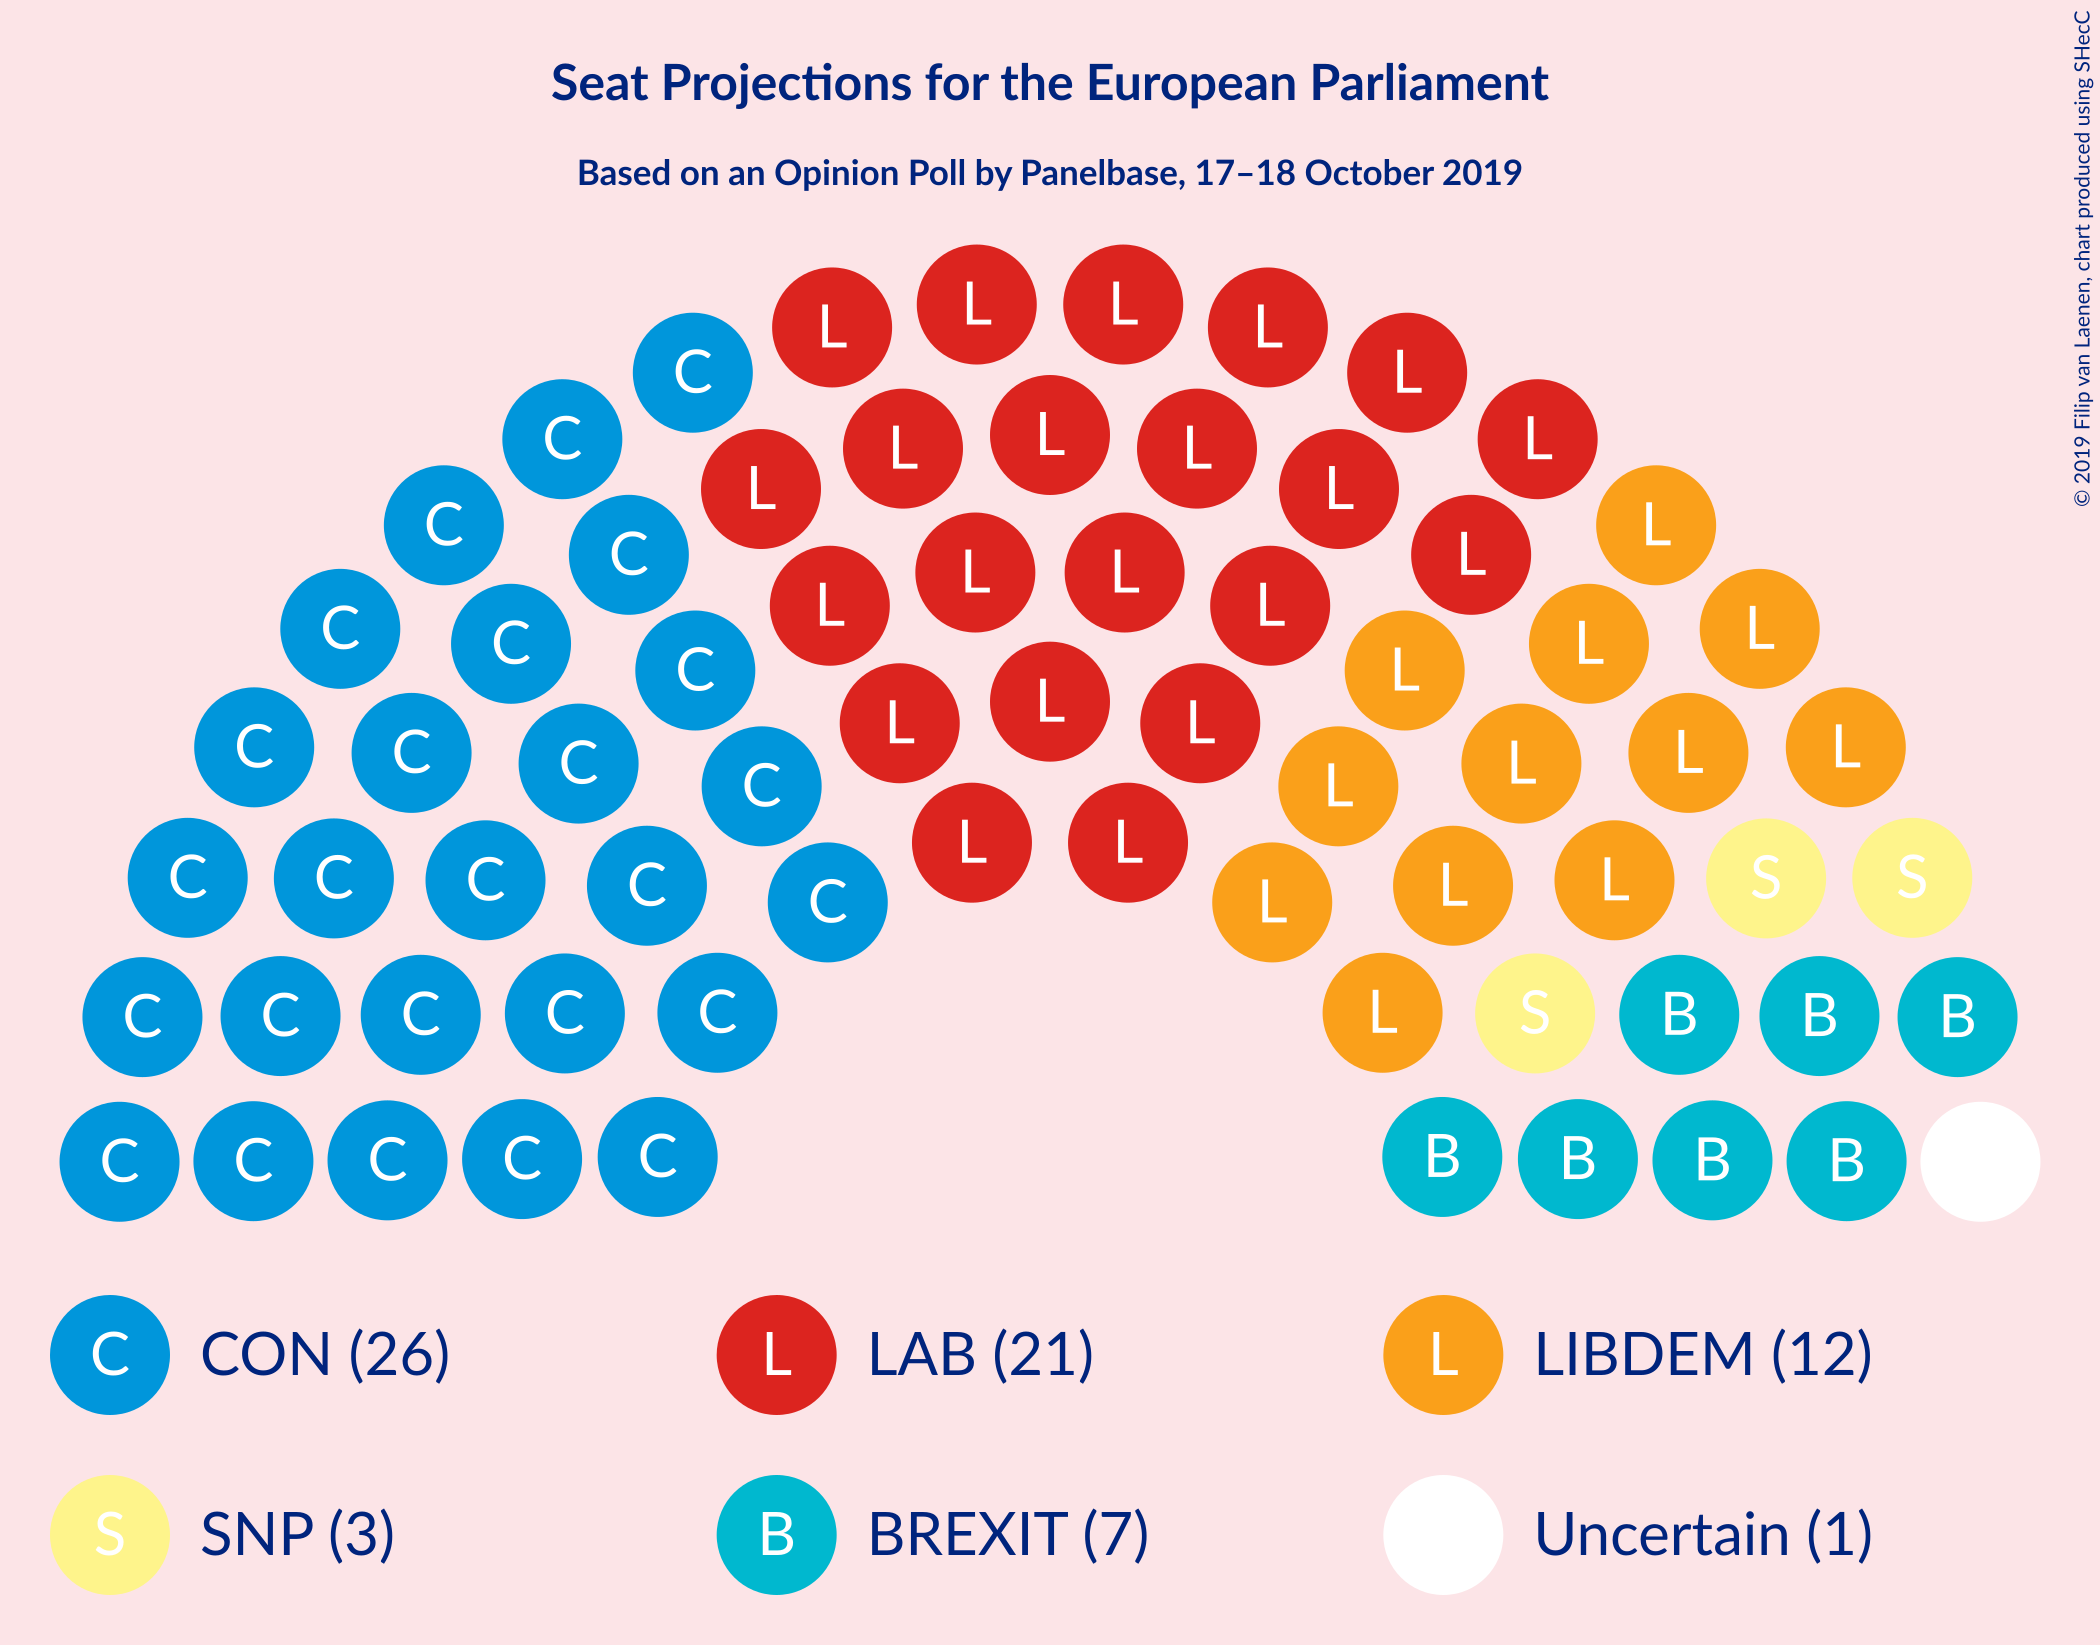 Seat Projections for the European Parliament
Based on an Opinion Poll by Panelbase, 17–18 October 2019
© 2019 Filip van Laenen, chart produced using SHecC
L L
L L
C L
C L
L
L L
L L
C L
C L
L L
L L
C L
C L
C L
C L
L L
L
C L
C L
C L
C L
L L
C L
C L
C L
C L
C S S
C C C C C L S B B B
C C C C C B B B B
C CON (26) L LAB (21) L LIBDEM (12)
S SNP (3) B BREXIT (7) Uncertain (1)